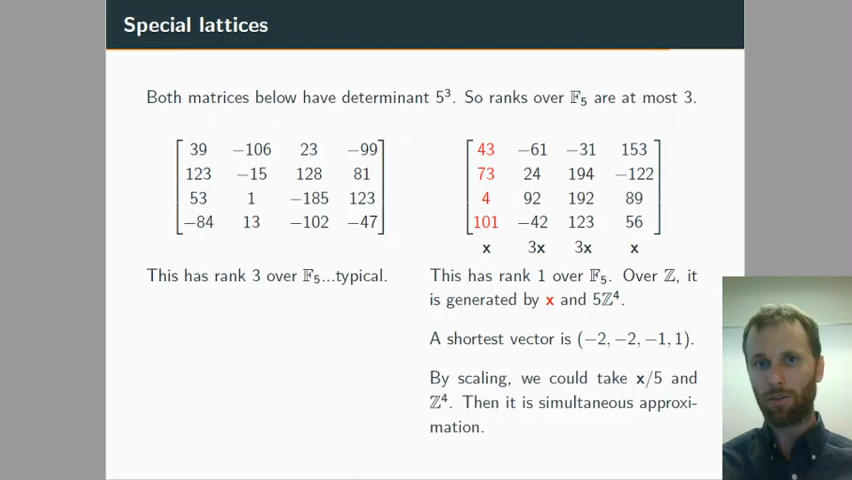 Special lattices
Both matrices below have determinant 5³. So ranks over 𝔽₅ are at most 3.
39 −106 23 −99
123 −15 128 81
53 1 −185 123
−84 13 −102 −47
This has rank 3 over 𝔽₅...typical.
43 −61 −31 153
73 24 194 −122
4 92 192 89
101 −42 123 56
x 3x 3x x
This has rank 1 over 𝔽₅. Over ℤ, it
is generated by x and 5ℤ⁴.
A shortest vector is (−2, −2, −1, 1).
By scaling, we could take x/5 and
ℤ⁴. Then it is simultaneous approxi-
mation.